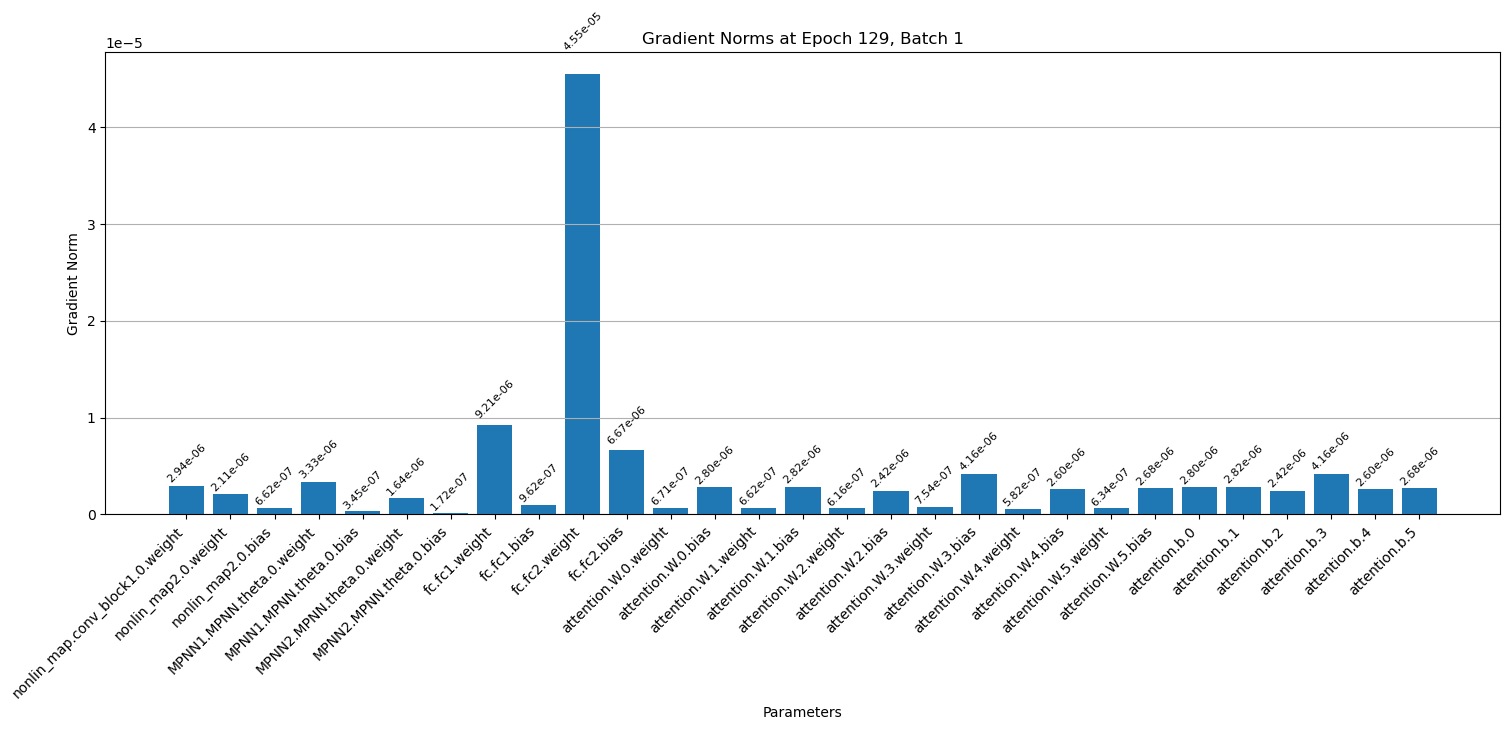 Gradient Norms at Epoch 129, Batch 1
1e−5
Gradient Norm
4
3
2
1
0
2.94e-06
2.11e-06
6.62e-07
3.33e-06
3.45e-07
1.64e-06
1.72e-07
9.21e-06
9.62e-07
4.55e-05
6.67e-06
6.71e-07
2.80e-06
6.62e-07
2.82e-06
6.16e-07
2.42e-06
7.54e-07
4.16e-06
5.82e-07
2.60e-06
6.34e-07
2.68e-06
2.80e-06
2.82e-06
2.42e-06
4.16e-06
2.60e-06
2.68e-06
nonlin_map.conv_block1.0.weight
nonlin_map2.0.weight
nonlin_map2.0.bias
MPNN1.MPNN.theta.0.weight
MPNN1.MPNN.theta.0.bias
MPNN2.MPNN.theta.0.weight
MPNN2.MPNN.theta.0.bias
fc.fc1.weight
fc.fc1.bias
fc.fc2.weight
fc.fc2.bias
attention.W.0.weight
attention.W.0.bias
attention.W.1.weight
attention.W.1.bias
attention.W.2.weight
attention.W.2.bias
attention.W.3.weight
attention.W.3.bias
attention.W.4.weight
attention.W.4.bias
attention.W.5.weight
attention.W.5.bias
attention.b.0
attention.b.1
attention.b.2
attention.b.3
attention.b.4
attention.b.5
Parameters